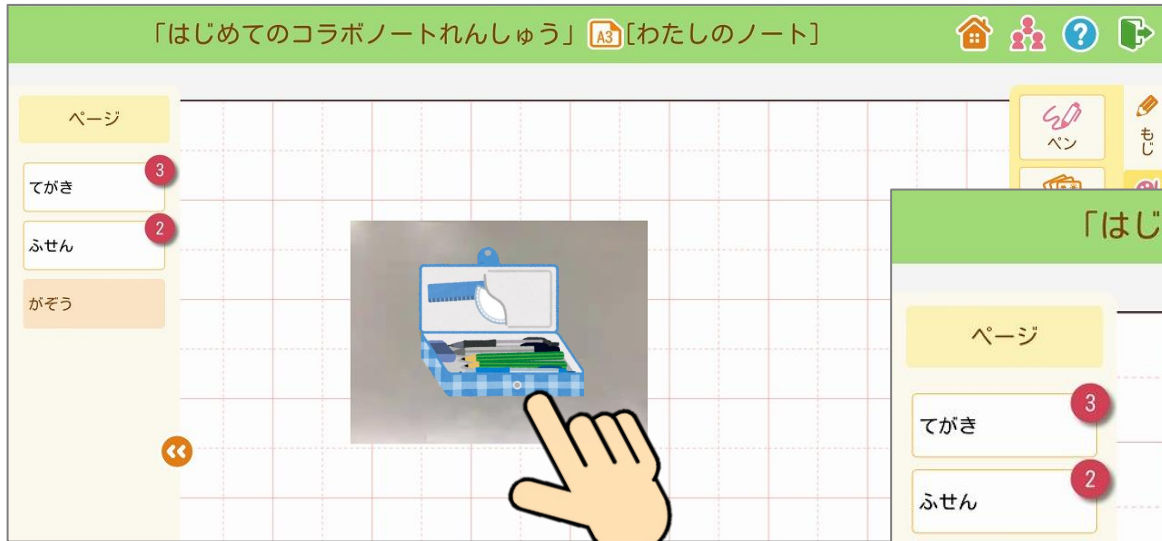 「はじめてのコラボノートれんしゅう」 A3 [わたしのノート]
?
ページ
てがき
3
ふせん
2
がぞう
ペン
もじ
「はじ
ページ
てがき
3
ふせん
2